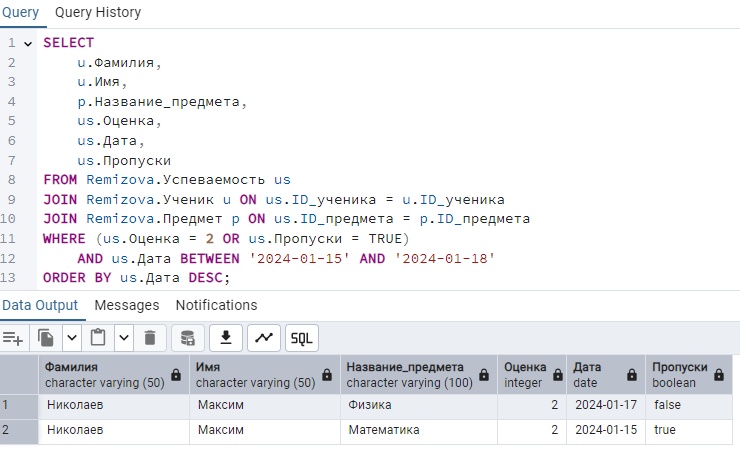 Query Query History
1 SELECT
2 u.Фамилия,
3 u.Имя,
4 p.Название_предмета,
5 us.Оценка,
6 us.Дата,
7 us.Пропуски
8 FROM Remizova.Успеваемость us
9 JOIN Remizova.Ученик u ON us.ID_ученика = u.ID_ученика
10 JOIN Remizova.Предмет p ON us.ID_предмета = p.ID_предмета
11 WHERE (us.Оценка = 2 OR us.Пропуски = TRUE)
12 AND us.Дата BETWEEN '2024-01-15' AND '2024-01-18'
13 ORDER BY us.Дата DESC;
Data Output Messages Notifications
SQL
Фамилия Имя Название_предмета Оценка Дата Пропуски
character varying (50) character varying (50) character varying (100) integer date boolean
1 Николаев Максим Физика 2 2024-01-17 false
2 Николаев Максим Математика 2 2024-01-15 true